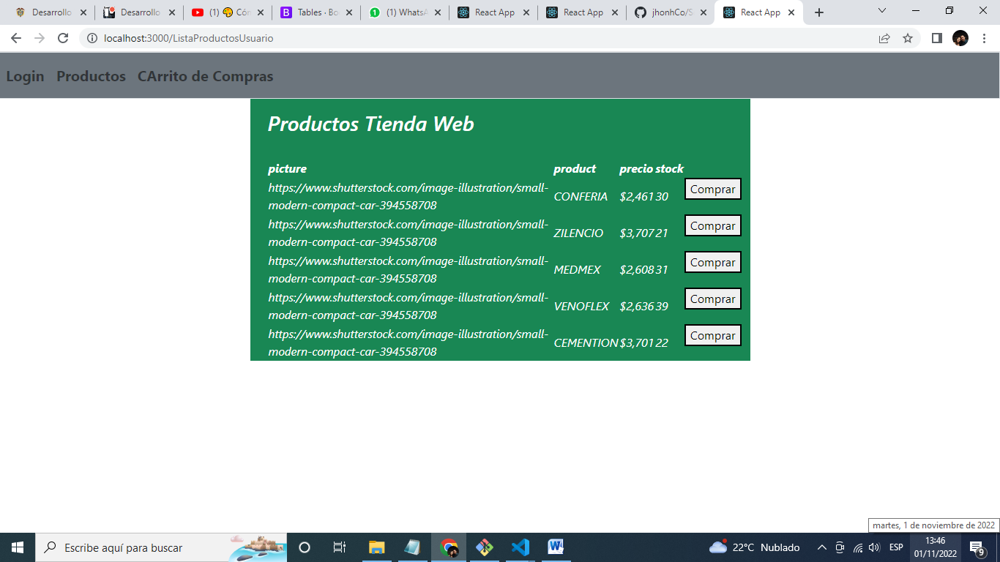 Desarrollo
Desarrollo
(1) 🤯 Cón
Tables · Bo
(1) WhatsA
React App
React App
jhonhCo/S
React App
localhost:3000/ListaProductosUsuario
Login Productos CArrito de Compras
Productos Tienda Web
picture product precio stock
https://www.shutterstock.com/image-illustration/small-
modern-compact-car-394558708
CONFERIA $2,461 30 Comprar
https://www.shutterstock.com/image-illustration/small-
modern-compact-car-394558708
ZILENCIO $3,707 21 Comprar
https://www.shutterstock.com/image-illustration/small-
modern-compact-car-394558708
MEDMEX $2,608 31 Comprar
https://www.shutterstock.com/image-illustration/small-
modern-compact-car-394558708
VENOFLEX $2,636 39 Comprar
https://www.shutterstock.com/image-illustration/small-
modern-compact-car-394558708
CEMENTION $3,701 22 Comprar
martes, 1 de noviembre de 2022
Escribe aquí para buscar
22°C Nublado
ESP
13:46
01/11/2022
9